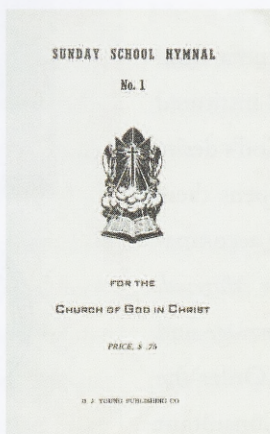 SUNDAY SCHOOL HYMNAL
No. 1
FOR THE
CHURCH OF GOD IN CHRIST
PRICE, $ .75
YOUNG PUBLISHING CO